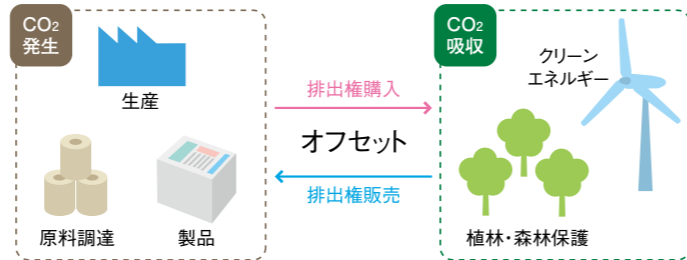 CO₂
発生
生産
原料調達
製品
排出権購入
オフセット
排出権販売
CO₂
吸収
クリーン
エネルギー
植林・森林保護